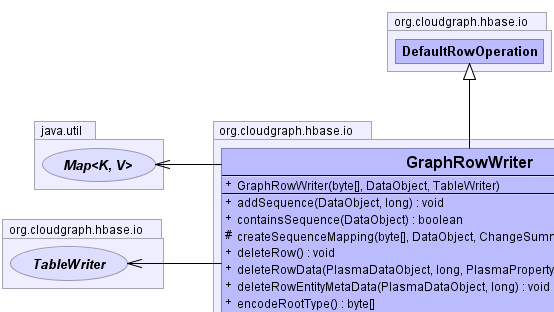 org.cloudgraph.hbase.io
DefaultRowOperation
java.util
Map<K, V>
org.cloudgraph.hbase.io
GraphRowWriter
+ GraphRowWriter(byte[], DataObject, TableWriter)
+ addSequence(DataObject, long) : void
+ containsSequence(DataObject) : boolean
# createSequenceMapping(byte[], DataObject, ChangeSumm
+ deleteRow() : void
+ deleteRowData(PlasmaDataObject, long, PlasmaProperty
+ deleteRowEntityMetaData(PlasmaDataObject, long) : void
+ encodeRootType() : byte[]
org.cloudgraph.hbase.io
TableWriter